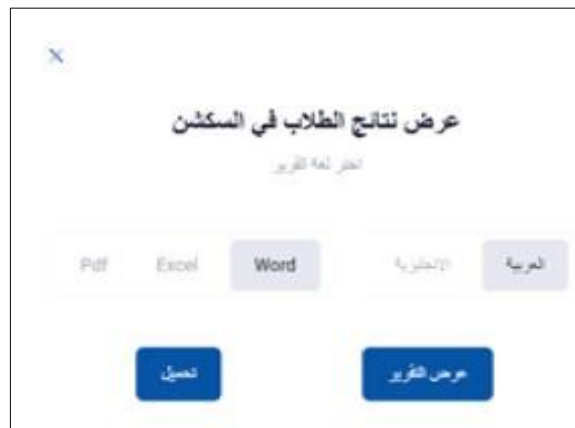 عرض نتائج الطلاب في السكشن
اختر لغة التقرير
العربية الانجليزية Word Excel Pdf
عرض التقرير تحميل